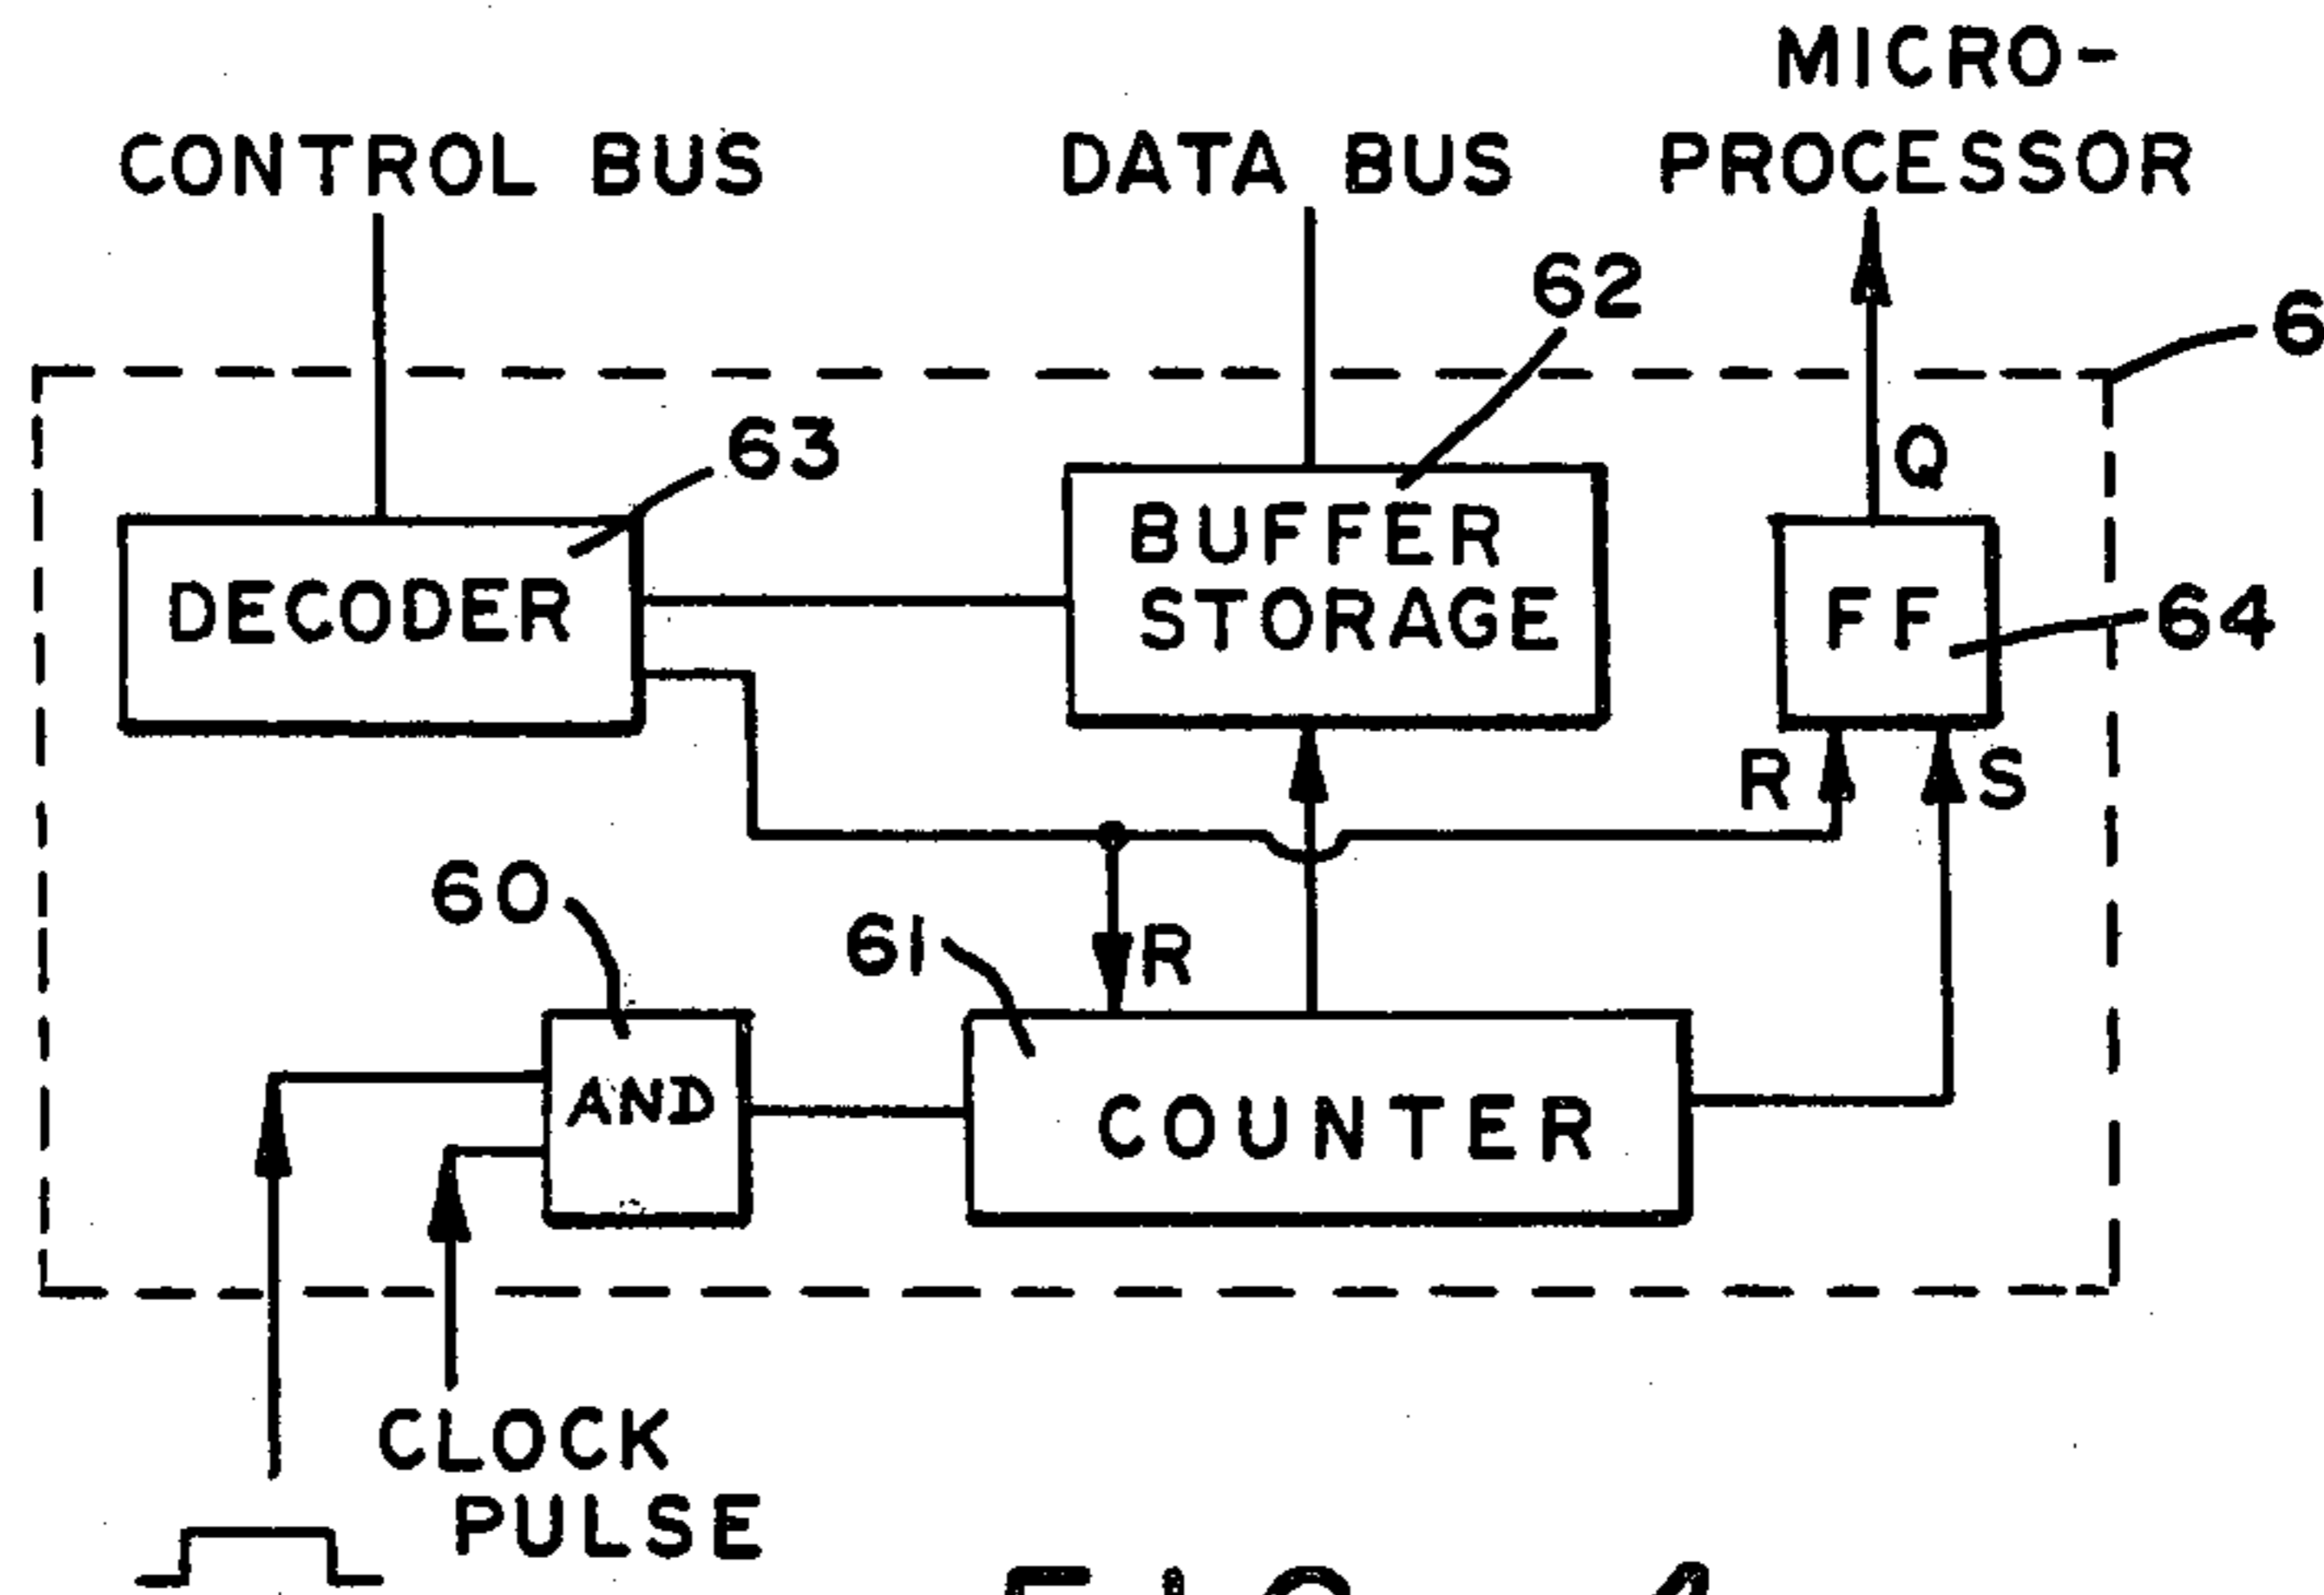 MICRO-
CONTROL BUS DATA BUS PROCESSOR
62
6
63
Q
BUFFER
DECODER STORAGE FF 64
R S
60
61 R
AND
COUNTER
CLOCK
PULSE